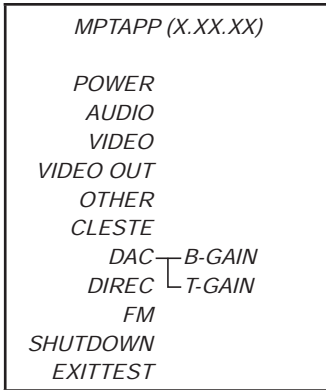 MPTAPP (X.XX.XX)
POWER
AUDIO
VIDEO
VIDEO OUT
OTHER
CLESTE
DAC B-GAIN
DIREC T-GAIN
FM
SHUTDOWN
EXITTEST